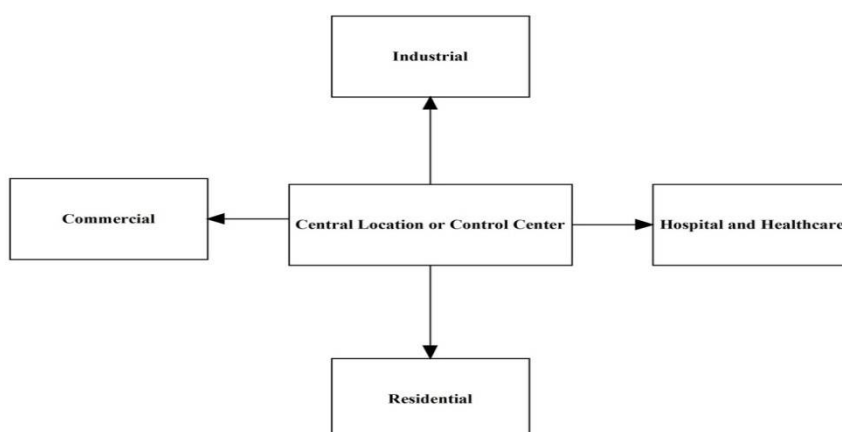 Industrial
Commercial
Central Location or Control Center
Hospital and Healthcare
Residential